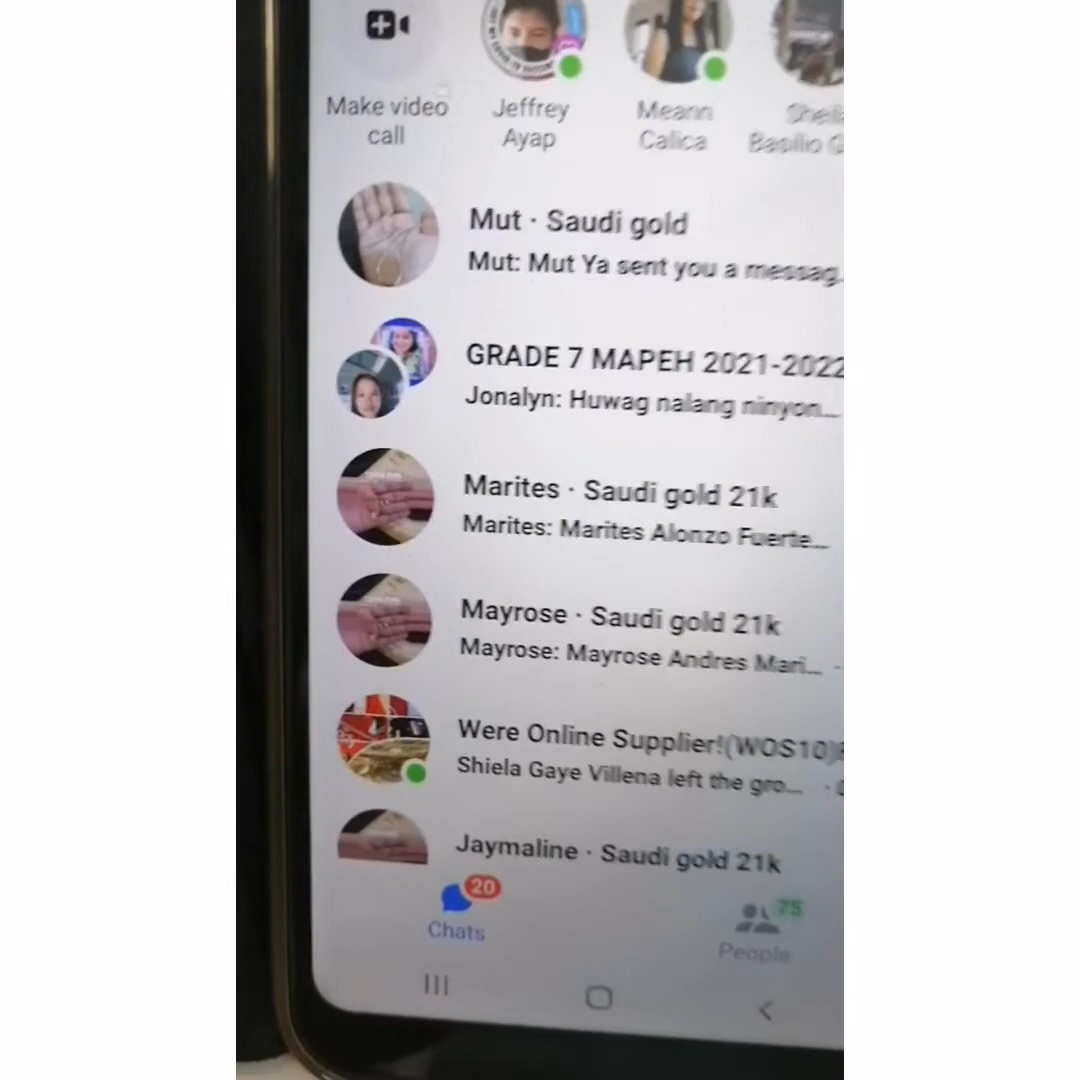 Make video
call
Jeffrey
Ayap
Meann
Calica
Basilio
Mut · Saudi gold
Mut: Mut Ya sent you a messag...
GRADE 7 MAPEH 2021-2022
Jonalyn: Huwag nalang ninyon...
Marites · Saudi gold 21k
Marites: Marites Alonzo Fuerte...
Mayrose · Saudi gold 21k
Mayrose: Mayrose Andres Mari...
Were Online Supplier!(WOS10)
Shiela Gaye Villena left the gro...
Jaymaline · Saudi gold 21k
20
Chats
75
People